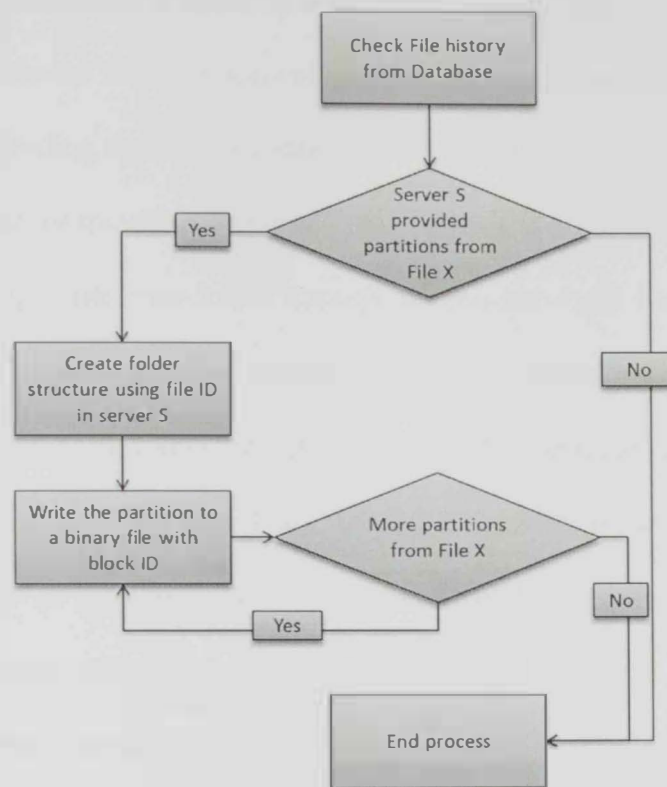 Check File history
from Database
Server S
provided
partitions from
File X
Yes
No
Create folder
structure using file ID
in server S
Write the partition to
a binary file with
block ID
More partitions
from File X
No
Yes
End process